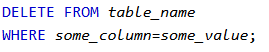 DELETE FROM table_name
WHERE some_column=some_value;